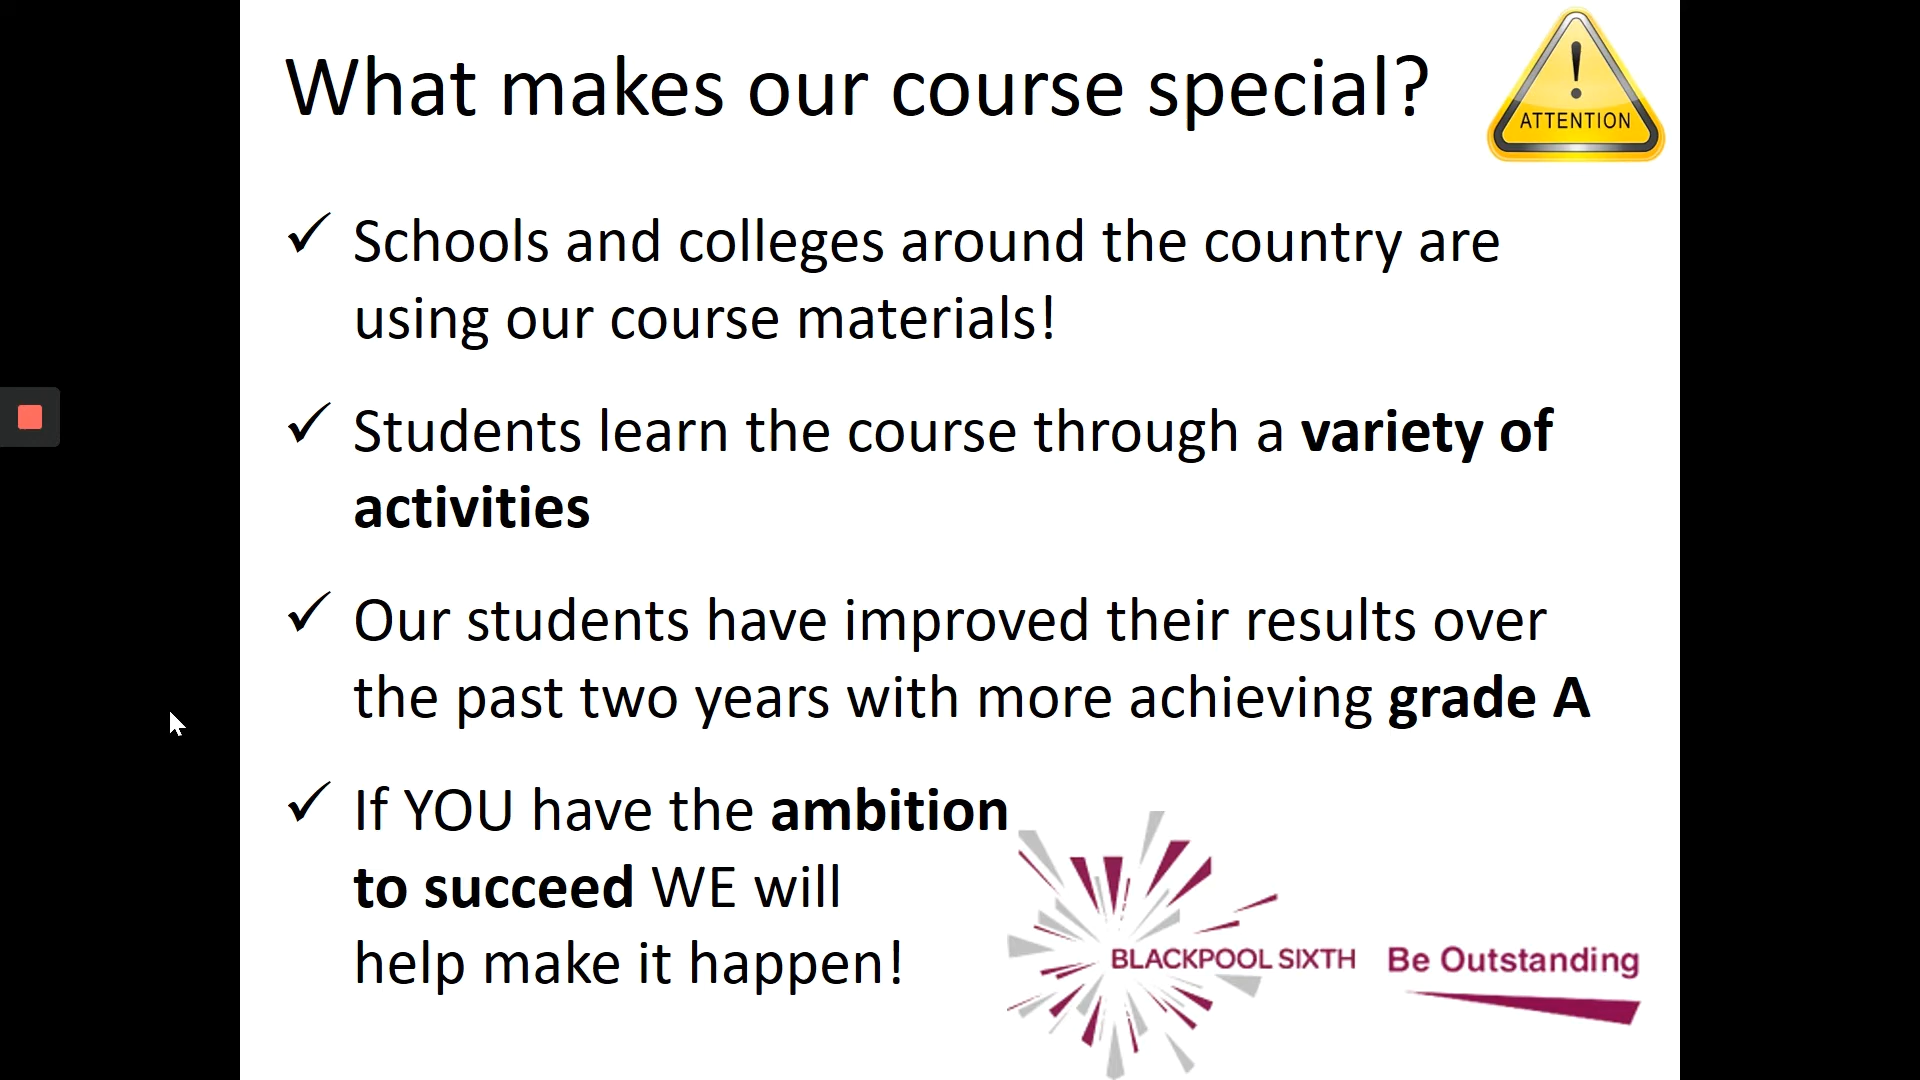 What makes our course special?
ATTENTION
Schools and colleges around the country are
using our course materials!
Students learn the course through a variety of
activities
Our students have improved their results over
the past two years with more achieving grade A
If YOU have the ambition
to succeed WE will
help make it happen!
BLACKPOOL SIXTH
Be Outstanding